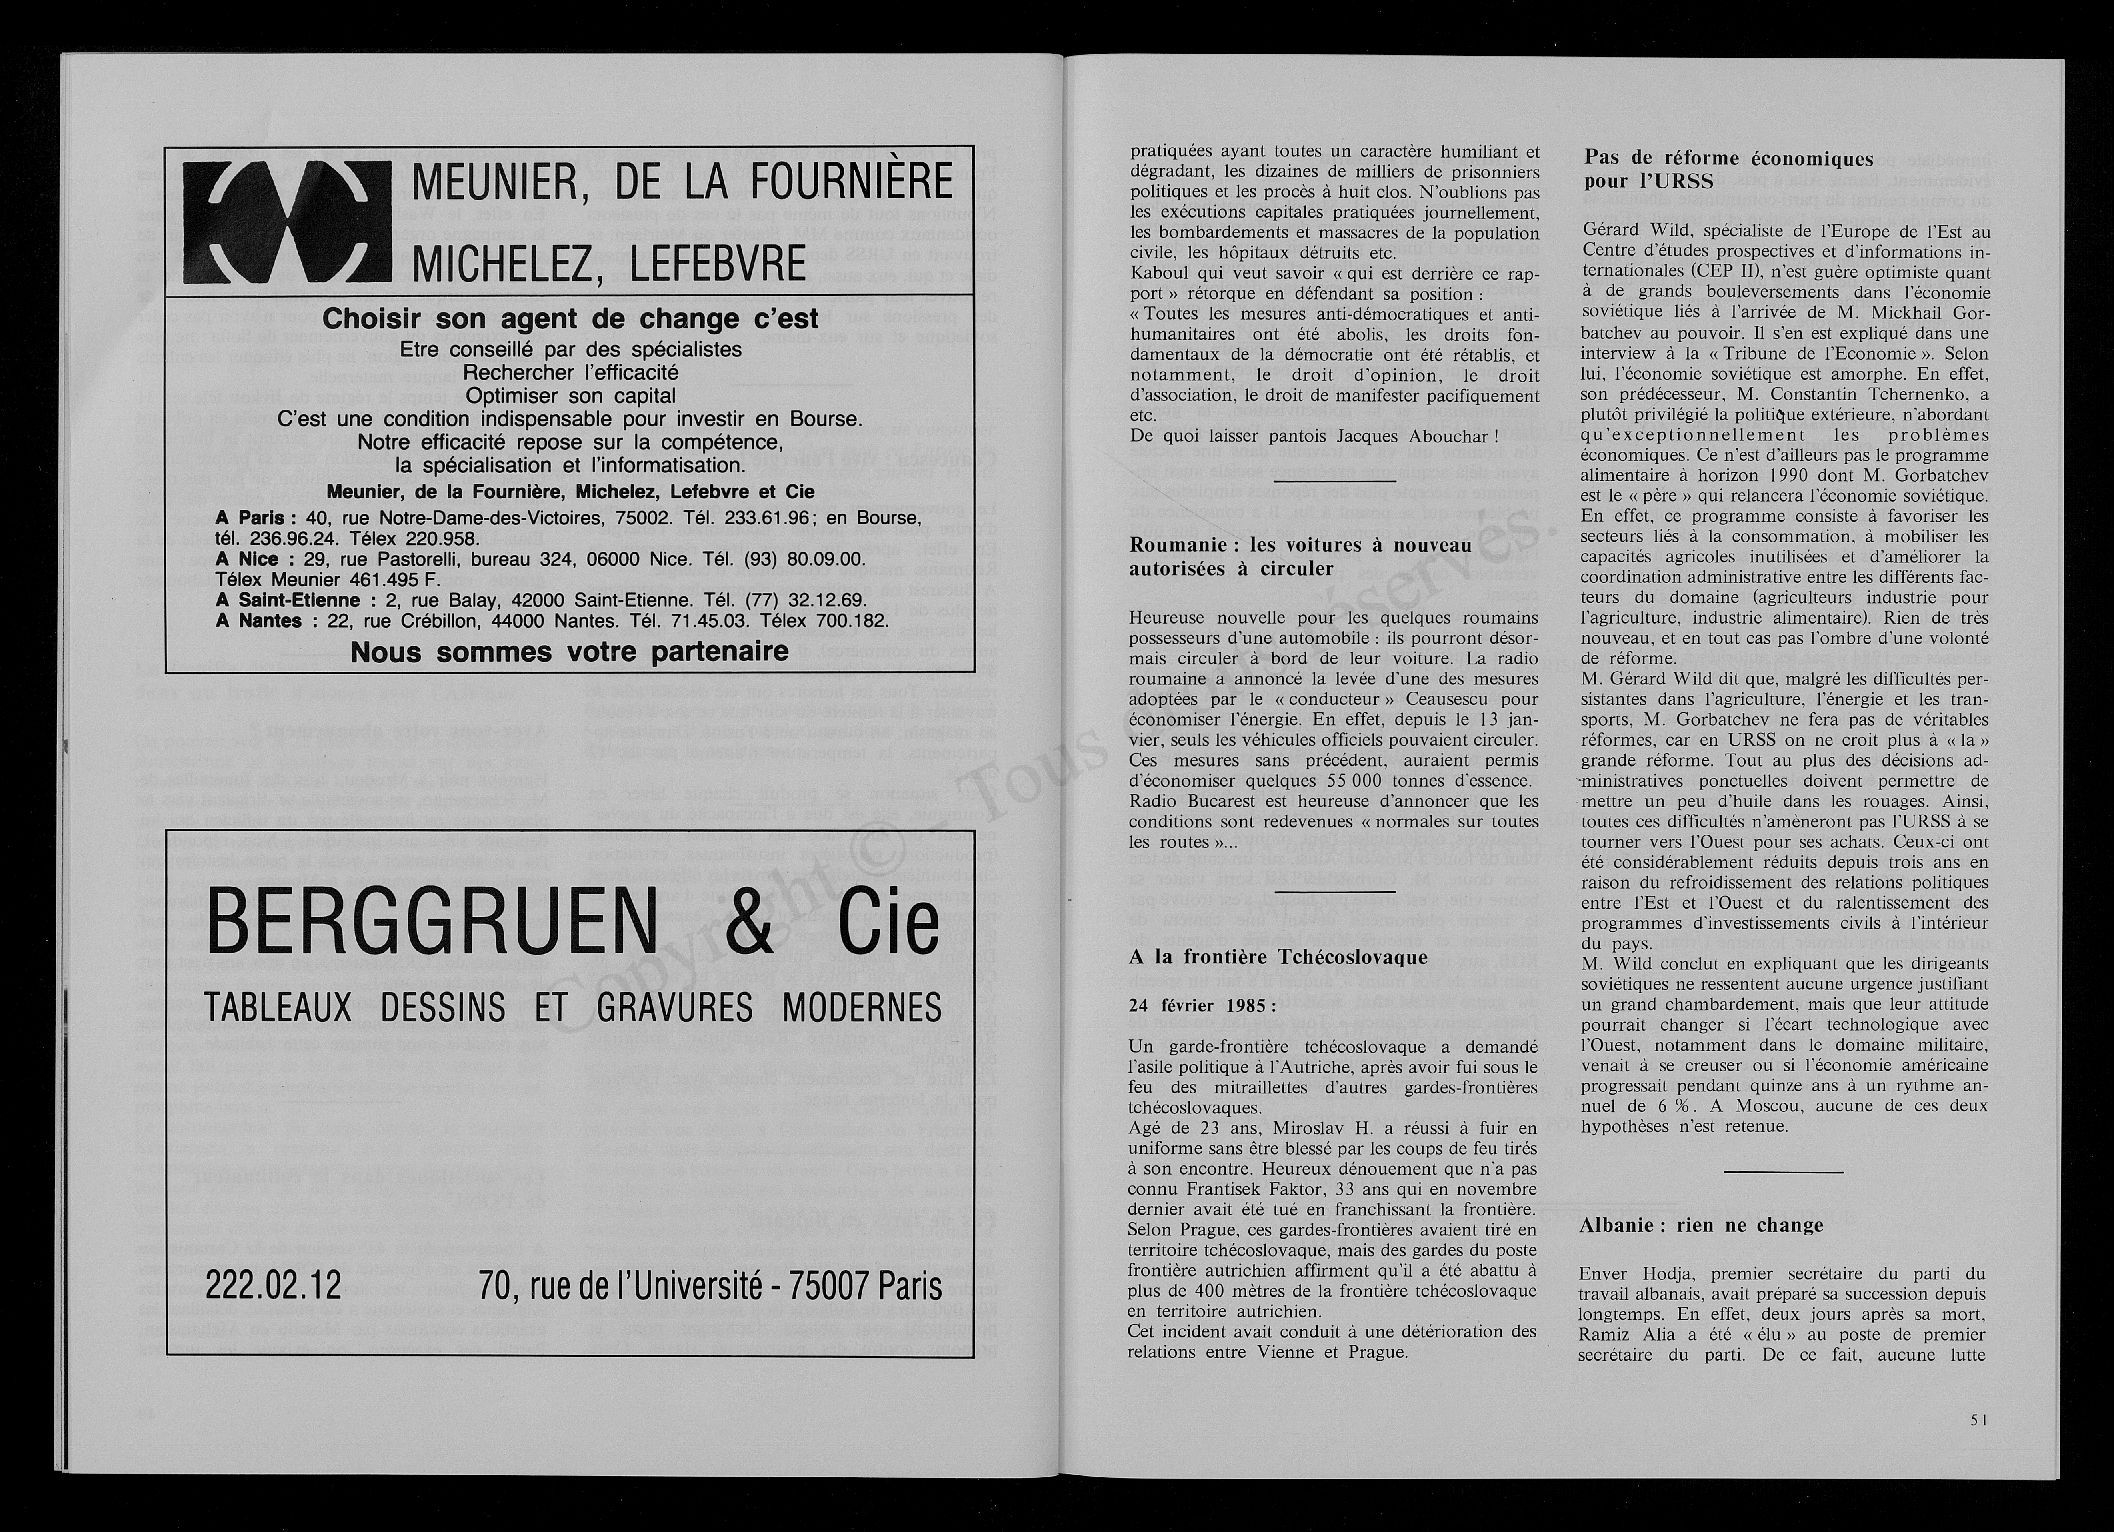 MEUNIER, DE LA FOURNIÈRE
MICHELEZ, LEFEBVRE
Choisir son agent de change c'est
Etre conseillé par des spécialistes
Rechercher l'efficacité
Optimiser son capital
C'est une condition indispensable pour investir en Bourse.
Notre efficacité repose sur la compétence,
la spécialisation et l'informatisation.
Meunier, de la Fournière, Michelez, Lefebvre et Cie
A Paris : 40, rue Notre-Dame-des-Victoires, 75002. Tél. 233.61.96; en Bourse,
tél. 236.96.24. Télex 220.958.
A Nice : 29, rue Pastorelli, bureau 324, 06000 Nice. Tél. (93) 80.09.00.
Télex Meunier 461.495 F.
A Saint-Etienne : 2, rue Balay, 42000 Saint-Etienne. Tél. (77) 32.12.69.
A Nantes : 22, rue Crébillon, 44000 Nantes. Tél. 71.45.03. Télex 700.182.
Nous sommes votre partenaire
BERGGRUEN & Cie
TABLEAUX DESSINS ET GRAVURES MODERNES
222.02.12 70, rue de l'Université - 75007 Paris
pratiquées ayant toutes un caractère humiliant et
dégradant, les dizaines de milliers de prisonniers
politiques et les procès à huit clos. N'oublions pas
les exécutions capitales pratiquées journellement,
les bombardements et massacres de la population
civile, les hôpitaux détruits etc.
Kaboul qui veut savoir « qui est derrière ce rap-
port » rétorque en défendant sa position :
« Toutes les mesures anti-démocratiques et anti-
humanitaires ont été abolis, les droits fon-
damentaux de la démocratie ont été rétablis, et
notamment, le droit d'opinion, le droit
d'association, le droit de manifester pacifiquement
etc.
De quoi laisser pantois Jacques Abouchar !
Roumanie : les voitures à nouveau
autorisées à circuler
Heureuse nouvelle pour les quelques roumains
possesseurs d'une automobile : ils pourront désor-
mais circuler à bord de leur voiture. La radio
roumaine a annoncé la levée d'une des mesures
adoptées par le « conducteur » Ceausescu pour
économiser l'énergie. En effet, depuis le 13 jan-
vier, seuls les véhicules officiels pouvaient circuler.
Ces mesures sans précédent, auraient permis
d'économiser quelques 55 000 tonnes d'essence.
Radio Bucarest est heureuse d'annoncer que les
conditions sont redevenues « normales sur toutes
les routes »...
A la frontière Tchécoslovaque
24 février 1985 :
Un garde-frontière tchécoslovaque a demandé
l'asile politique à l'Autriche, après avoir fui sous le
feu des mitraillettes d'autres gardes-frontières
tchécoslovaques.
Agé de 23 ans, Miroslav H. a réussi à fuir en
uniforme sans être blessé par les coups de feu tirés
à son encontre. Heureux dénouement que n'a pas
connu Frantisek Faktor, 33 ans qui en novembre
dernier avait été tué en franchissant la frontière.
Selon Prague, ces gardes-frontières avaient tiré en
territoire tchécoslovaque, mais des gardes du poste
frontière autrichien affirment qu'il a été abattu à
plus de 400 mètres de la frontière tchécoslovaque
en territoire autrichien.
Cet incident avait conduit à une détérioration des
relations entre Vienne et Prague.
Pas de réforme économiques
pour l'URSS
Gérard Wild, spécialiste de l'Europe de l'Est au
Centre d'études prospectives et d'informations in-
ternationales (CEP II), n'est guère optimiste quant
à de grands bouleversements dans l'économie
soviétique liés à l'arrivée de M. Mickhail Gor-
batchev au pouvoir. Il s'en est expliqué dans une
interview à la « Tribune de l'Economie ». Selon
lui, l'économie soviétique est amorphe. En effet,
son prédécesseur, M. Constantin Tchernenko, a
plutôt privilégié la politique extérieure, n'abordant
qu'exceptionnellement les problèmes
économiques. Ce n'est d'ailleurs pas le programme
alimentaire à horizon 1990 dont M. Gorbatchev
est le « père » qui relancera l'économie soviétique.
En effet, ce programme consiste à favoriser les
secteurs liés à la consommation, à mobiliser les
capacités agricoles inutilisées et d'améliorer la
coordination administrative entre les différents fac-
teurs du domaine (agriculteurs industrie pour
l'agriculture, industrie alimentaire). Rien de très
nouveau, et en tout cas pas l'ombre d'une volonté
de réforme.
M. Gérard Wild dit que, malgré les difficultés per-
sistantes dans l'agriculture, l'énergie et les tran-
sports, M. Gorbatchev ne fera pas de véritables
réformes, car en URSS on ne croit plus à « la »
grande réforme. Tout au plus des décisions ad-
ministratives ponctuelles doivent permettre de
mettre un peu d'huile dans les rouages. Ainsi,
toutes ces difficultés n'amèneront pas l'URSS à se
tourner vers l'Ouest pour ses achats. Ceux-ci ont
été considérablement réduits depuis trois ans en
raison du refroidissement des relations politiques
entre l'Est et l'Ouest et du ralentissement des
programmes d'investissements civils à l'intérieur
du pays.
M. Wild conclut en expliquant que les dirigeants
soviétiques ne ressentent aucune urgence justifiant
un grand chambardement, mais que leur attitude
pourrait changer si l'écart technologique avec
l'Ouest, notamment dans le domaine militaire,
venait à se creuser ou si l'économie américaine
progressait pendant quinze ans à un rythme an-
nuel de 6 %. A Moscou, aucune de ces deux
hypothèses n'est retenue.
Albanie : rien ne change
Enver Hodja, premier secrétaire du parti du
travail albanais, avait préparé sa succession depuis
longtemps. En effet, deux jours après sa mort,
Ramiz Alia a été « élu » au poste de premier
secrétaire du parti. De ce fait, aucune lutte
51
Copyright © - Tous droits réservés.